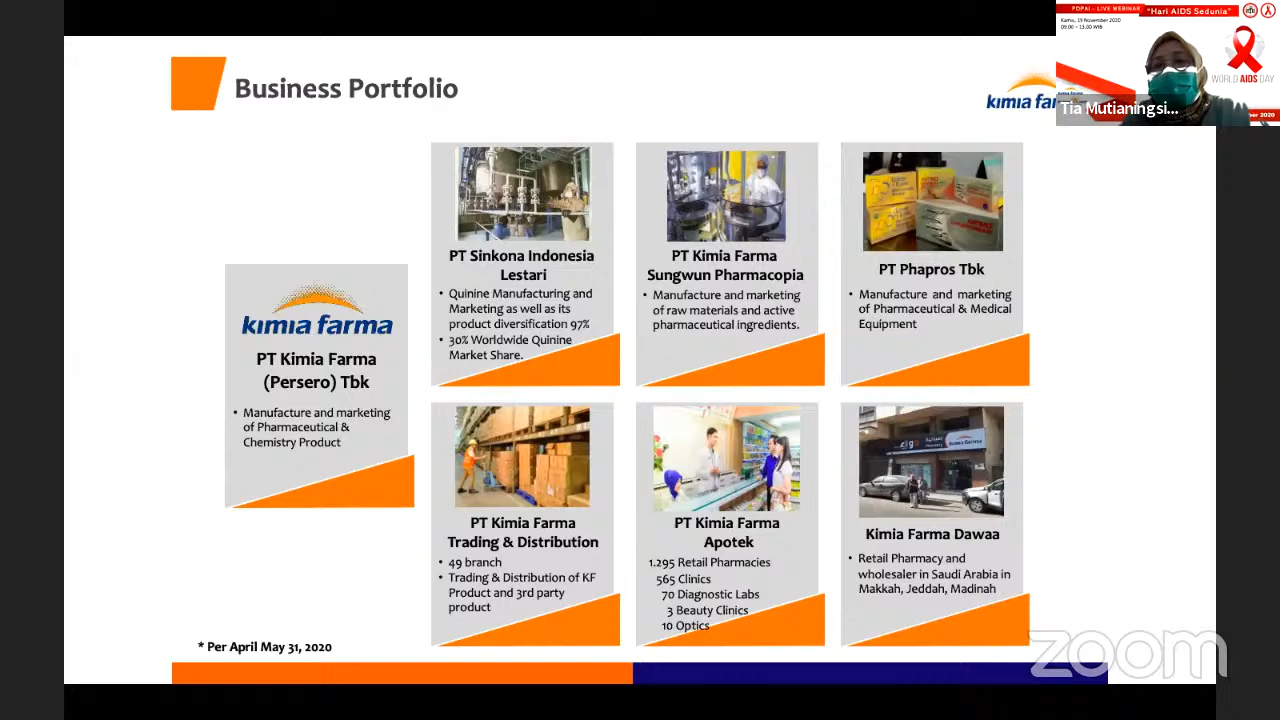 PDPAI - LIVE WEBINAR
"Hari AIDS Sedunia"
Kamis, 19 November 2020
09.00 - 13.00 WIB
WORLD AIDS DAY
Tia Mutianingsi...
ber 2020
Business Portfolio
kimia farma
kimia farma
PT Kimia Farma
(Persero) Tbk
• Manufacture and marketing
of Pharmaceutical &
Chemistry Product
PT Sinkona Indonesia
Lestari
• Quinine Manufacturing and
Marketing as well as its
product diversification 97%
• 30% Worldwide Quinine
Market Share.
PT Kimia Farma
Sungwun Pharmacopia
• Manufacture and marketing
of raw materials and active
pharmaceutical ingredients.
PT Phapros Tbk
• Manufacture and marketing
of Pharmaceutical & Medical
Equipment
PT Kimia Farma
Trading & Distribution
• 49 branch
• Trading & Distribution of KF
Product and 3rd party
product
PT Kimia Farma
Apotek
1.295 Retail Pharmacies
565 Clinics
70 Diagnostic Labs
3 Beauty Clinics
10 Optics
Kimia Farma Dawaa
• Retail Pharmacy and
wholesaler in Saudi Arabia in
Makkah, Jeddah, Madinah
* Per April May 31, 2020
zoom